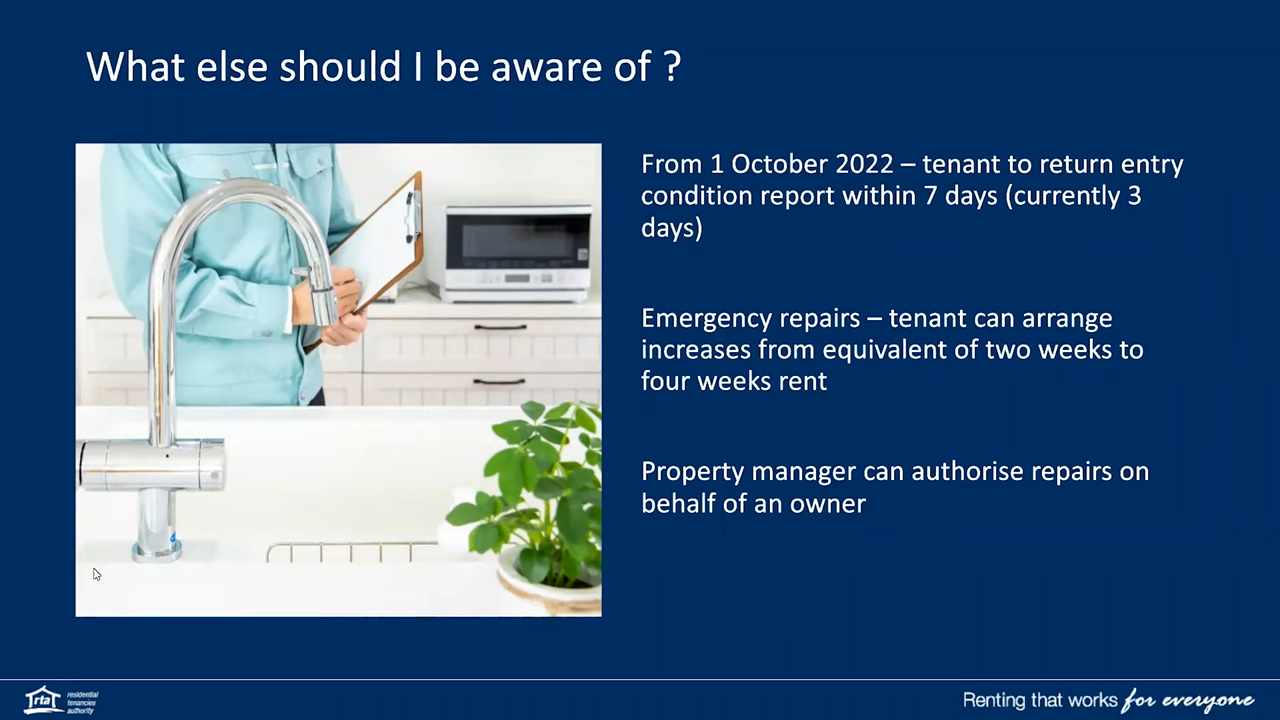 What else should I be aware of ?
From 1 October 2022 – tenant to return entry
condition report within 7 days (currently 3
days)
Emergency repairs – tenant can arrange
increases from equivalent of two weeks to
four weeks rent
Property manager can authorise repairs on
behalf of an owner
rta
residential
tenancies
authority
Renting that works for everyone